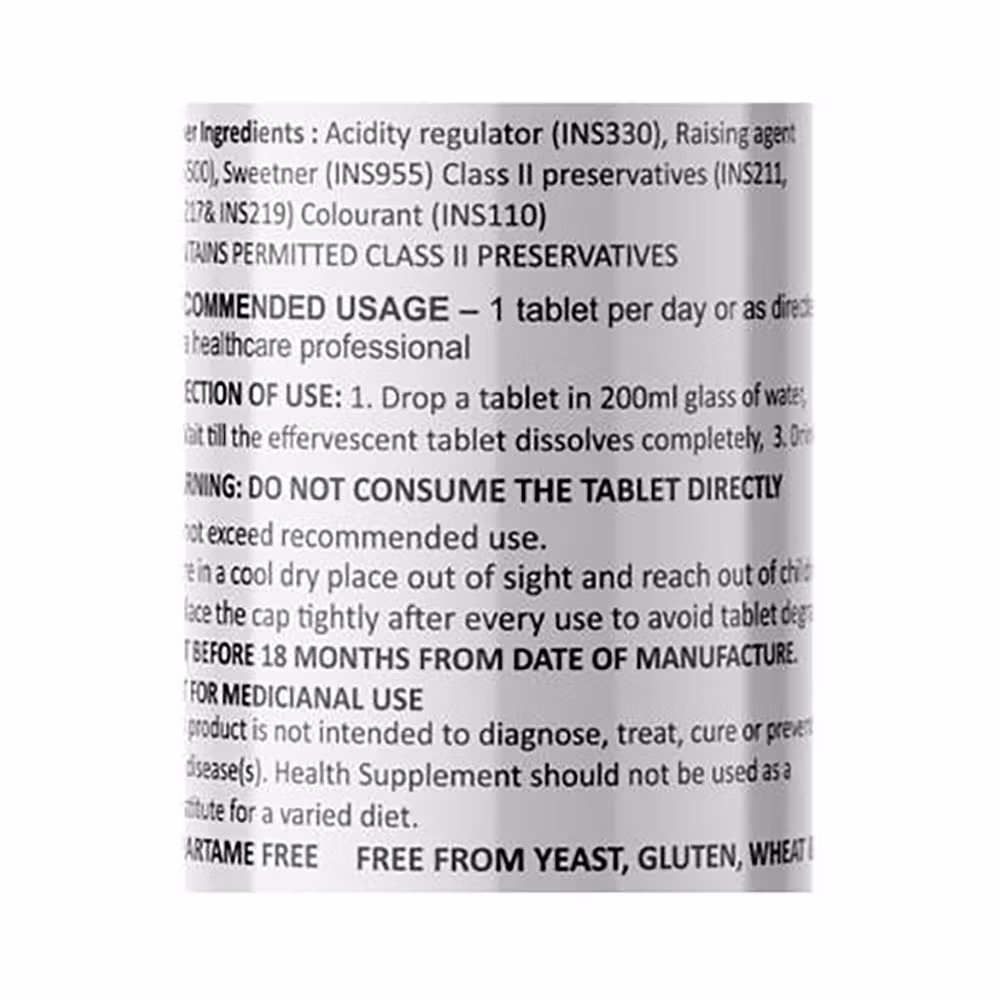 er Ingredients : Acidity regulator (INS330), Raising agent
500), Sweetner (INS955) Class II preservatives (INS211,
217& INS219) Colourant (INS110)
TAINS PERMITTED CLASS II PRESERVATIVES
COMMENDED USAGE – 1 tablet per day or as directe
a healthcare professional
ECTION OF USE: 1. Drop a tablet in 200ml glass of water,
ait till the effervescent tablet dissolves completely, 3. Drin
RNING: DO NOT CONSUME THE TABLET DIRECTLY
not exceed recommended use.
re in a cool dry place out of sight and reach out of child
lace the cap tightly after every use to avoid tablet degra
T BEFORE 18 MONTHS FROM DATE OF MANUFACTURE.
T FOR MEDICIANAL USE
product is not intended to diagnose, treat, cure or preven
disease(s). Health Supplement should not be used as a
stitute for a varied diet.
ARTAME FREE FREE FROM YEAST, GLUTEN, WHEAT